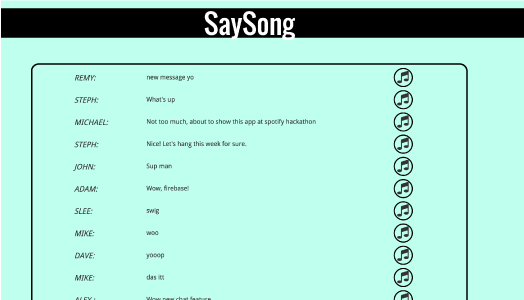 SaySong
REMY: new message yo
STEPH: What's up
MICHAEL: Not too much, about to show this app at spotify hackathon
STEPH: Nice! Let's hang this week for sure.
JOHN: Sup man
ADAM: Wow, firebase!
SLEE: swig
MIKE: woo
DAVE: yooop
MIKE: das itt
ALEX : Wow new chat feature